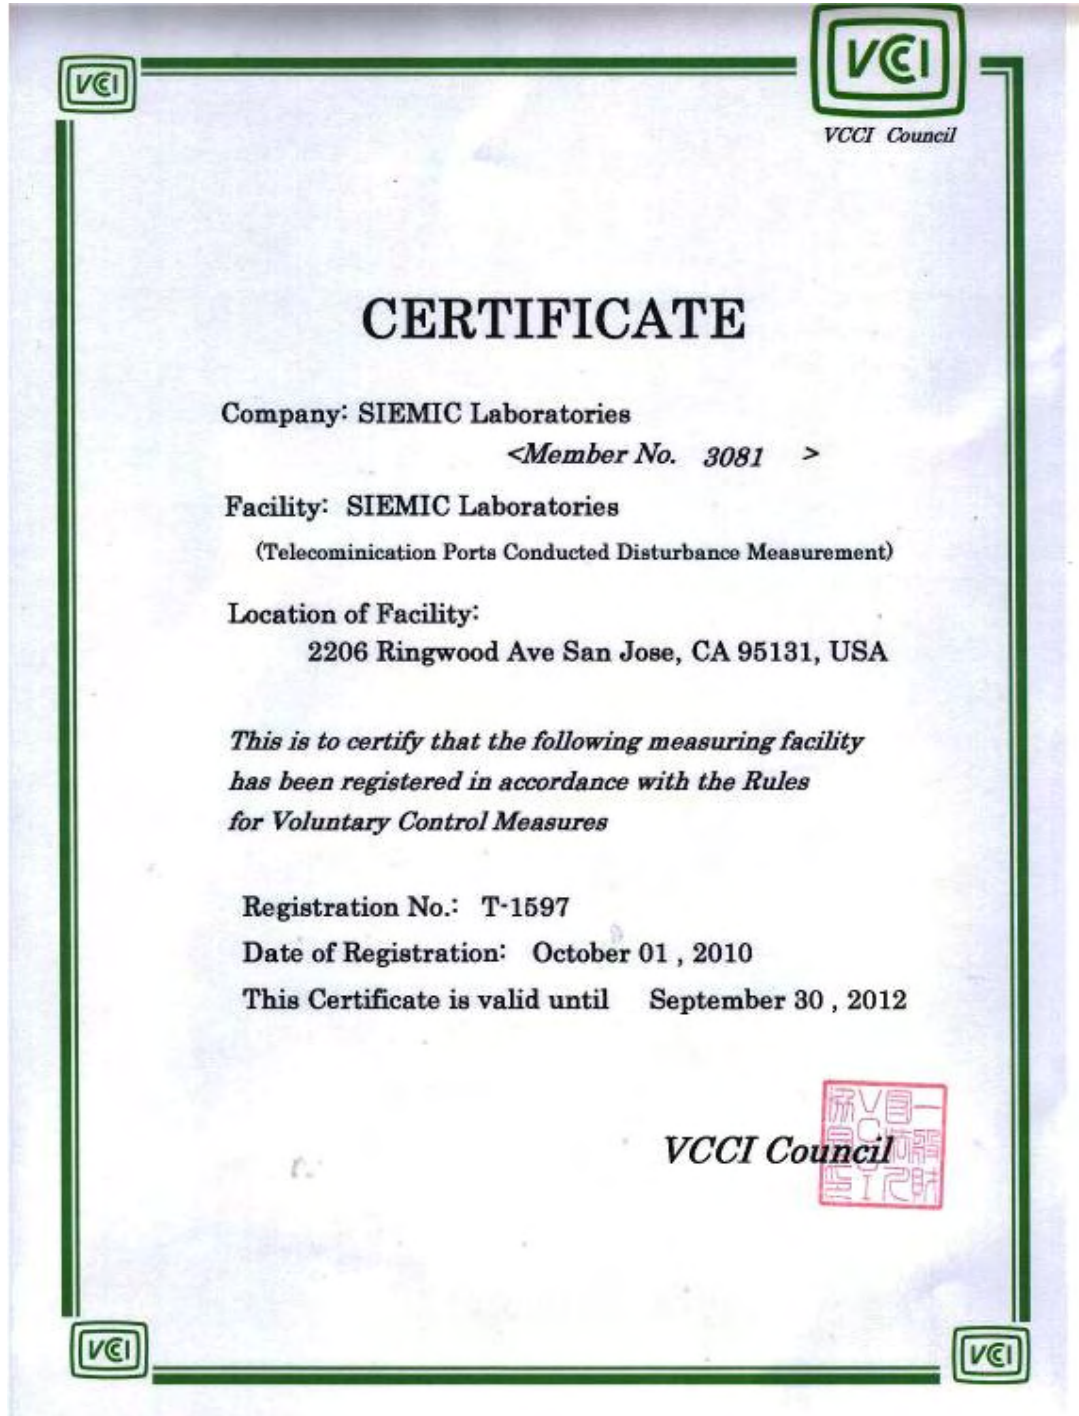 VCCI
VCCI
VCCI Council
CERTIFICATE
Company: SIEMIC Laboratories
<Member No. 3081 >
Facility: SIEMIC Laboratories
(Telecominication Ports Conducted Disturbance Measurement)
Location of Facility:
2206 Ringwood Ave San Jose, CA 95131, USA
This is to certify that the following measuring facility
has been registered in accordance with the Rules
for Voluntary Control Measures
Registration No.: T-1597
Date of Registration: October 01 , 2010
This Certificate is valid until September 30 , 2012
VCCI Council
VCCI
VCCI